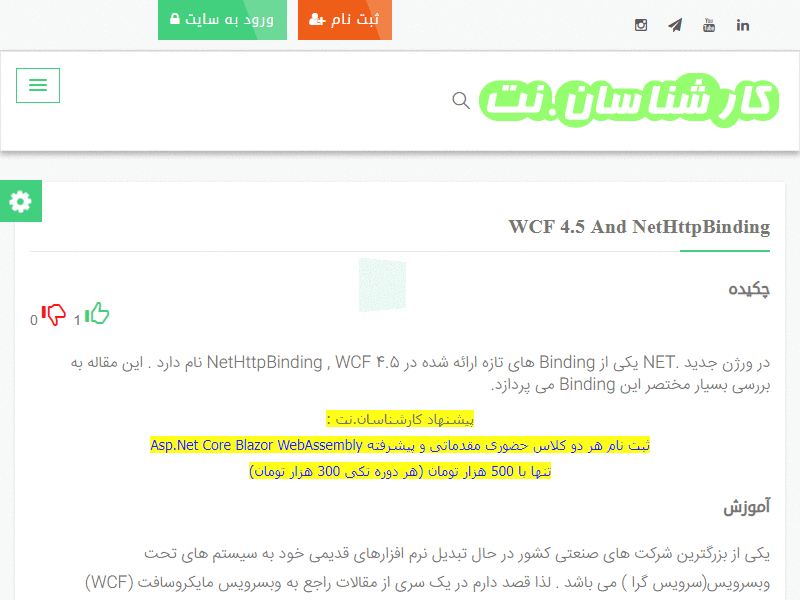 ثبت نام
ورود به سایت
کارشناسان.نت
WCF 4.5 And NetHttpBinding
چکیده
1 0
در ورژن جدید .NET یکی از Binding های تازه ارائه شده در WCF ۴.۵ , NetHttpBinding نام دارد . این مقاله به
بررسی بسیار مختصر این Binding می پردازد.
پیشنهاد کارشناسان.نت :
ثبت نام هر دو کلاس حضوری مقدماتی و پیشرفته Asp.Net Core Blazor WebAssembly
تنها با 500 هزار تومان (هر دوره تکی 300 هزار تومان)
آموزش
یکی از بزرگترین شرکت های صنعتی کشور در حال تبدیل نرم افزارهای قدیمی خود به سیستم های تحت
وبسرویس(سرویس گرا ) می باشد . لذا قصد دارم در یک سری از مقالات راجع به وبسرویس مایکروسافت (WCF)